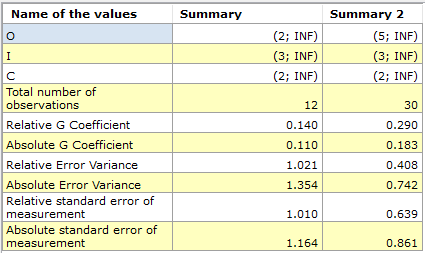 Name of the values Summary Summary 2
O (2; INF) (5; INF)
I (3; INF) (3; INF)
C (2; INF) (2; INF)
Total number of
observations 12 30
Relative G Coefficient 0.140 0.290
Absolute G Coefficient 0.110 0.183
Relative Error Variance 1.021 0.408
Absolute Error Variance 1.354 0.742
Relative standard error of
measurement 1.010 0.639
Absolute standard error of
measurement 1.164 0.861